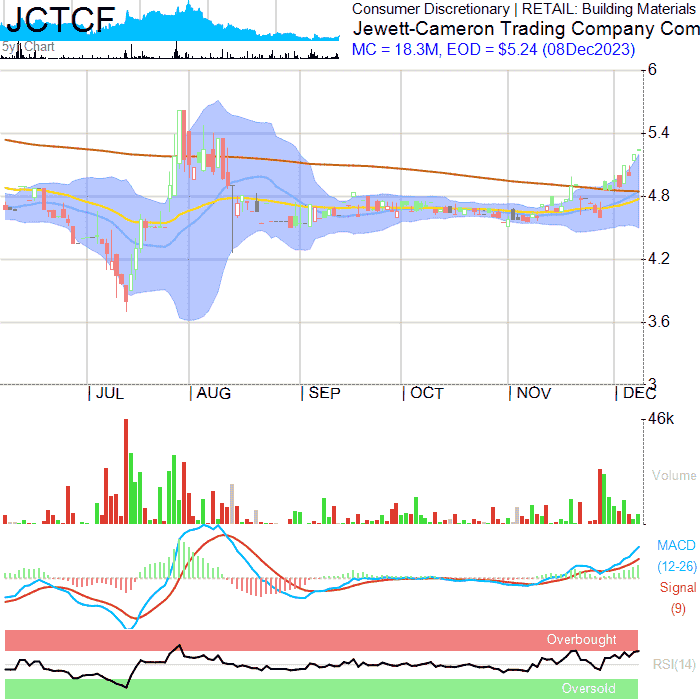 JCTCF
5yr Chart
Consumer Discretionary | RETAIL: Building Materials
Jewett-Cameron Trading Company Com
MC = 18.3M, EOD = $5.24 (08Dec2023)
6
5.4
4.8
4.2
3.6
3
JUL AUG SEP OCT NOV DEC
46k
Volume
MACD
(12-26)
Signal
(9)
Overbought
RSI(14)
Oversold